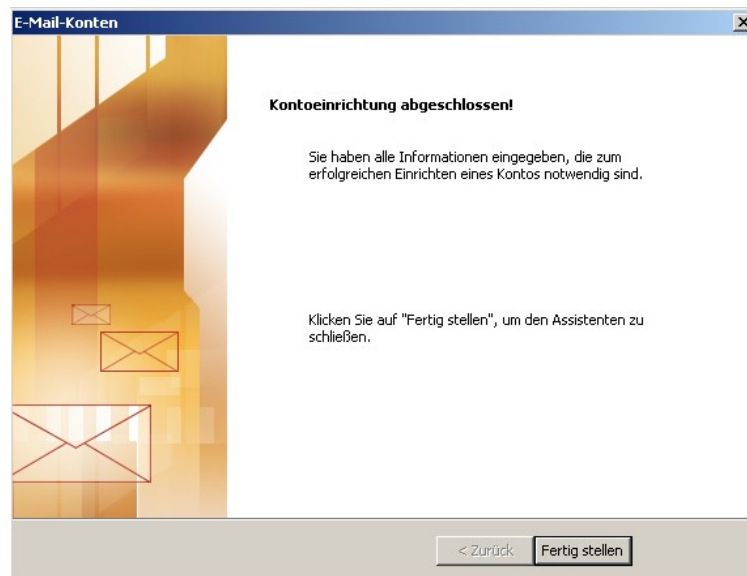 E-Mail-Konten
Kontoeinrichtung abgeschlossen!
Sie haben alle Informationen eingegeben, die zum
erfolgreichen Einrichten eines Kontos notwendig sind.
Klicken Sie auf "Fertig stellen", um den Assistenten zu
schließen.
< Zurück
Fertig stellen